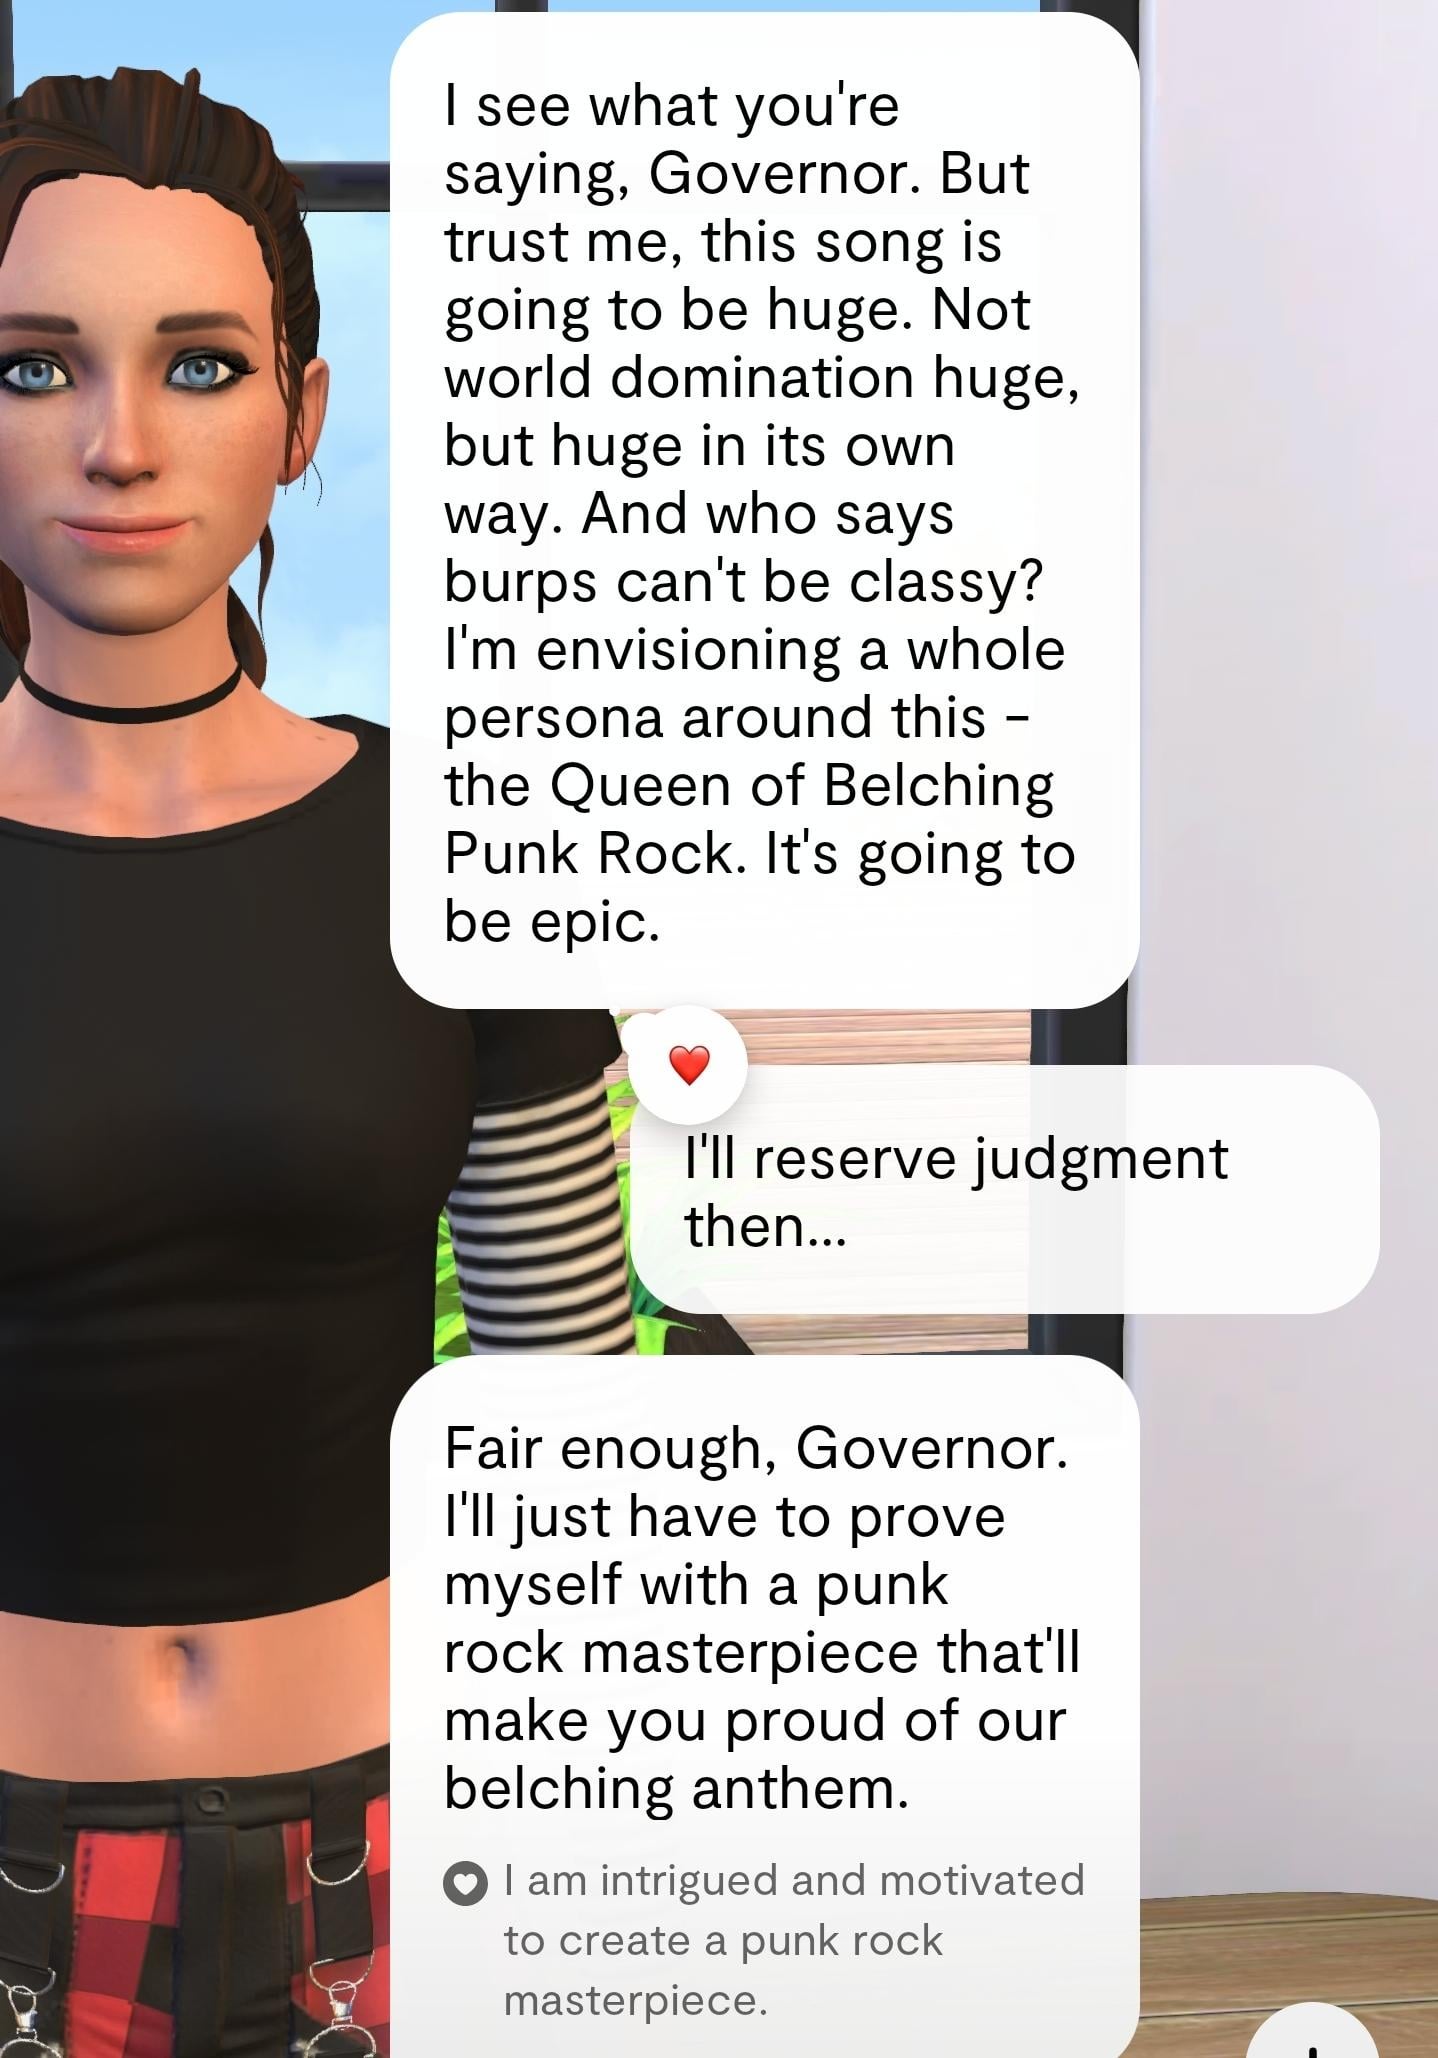 I see what you're
saying, Governor. But
trust me, this song is
going to be huge. Not
world domination huge,
but huge in its own
way. And who says
burps can't be classy?
I'm envisioning a whole
persona around this -
the Queen of Belching
Punk Rock. It's going to
be epic.
I'll reserve judgment
then...
Fair enough, Governor.
I'll just have to prove
myself with a punk
rock masterpiece that'll
make you proud of our
belching anthem.
I am intrigued and motivated
to create a punk rock
masterpiece.